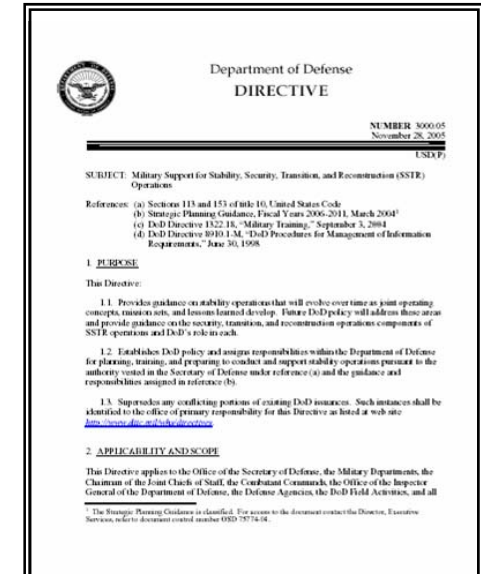 Department of Defense
DIRECTIVE
NUMBER 3000.05
November 28, 2005
USD(P)
SUBJECT: Military Support for Stability, Security, Transition, and Reconstruction (SSTR)
Operations
References: (a) Sections 113 and 153 of title 10, United States Code
(b) Strategic Planning Guidance, Fiscal Years 2006-2011, March 2004¹
(c) DoD Directive 1322.18, "Military Training," September 3, 2004
(d) DoD Directive 8910.1-M, "DoD Procedures for Management of Information
Requirements," June 30, 1998
1. PURPOSE
This Directive:
1.1. Provides guidance on stability operations that will evolve over time as joint operating
concepts, mission sets, and lessons learned develop. Future DoD policy will address these areas
and provide guidance on the security, transition, and reconstruction operations components of
SSTR operations and DoD's role in each.
1.2. Establishes DoD policy and assigns responsibilities within the Department of Defense
for planning, training, and preparing to conduct and support stability operations pursuant to the
authority vested in the Secretary of Defense under reference (a) and the guidance and
responsibilities assigned in reference (b).
1.3. Supersedes any conflicting portions of existing DoD issuances. Such instances shall be
identified to the office of primary responsibility for this Directive as listed at web site
http://www.dtic.mil/whs/directives.
2. APPLICABILITY AND SCOPE
This Directive applies to the Office of the Secretary of Defense, the Military Departments, the
Chairman of the Joint Chiefs of Staff, the Combatant Commands, the Office of the Inspector
General of the Department of Defense, the Defense Agencies, the DoD Field Activities, and all
¹ The Strategic Planning Guidance is classified. For access to the document contact the Director, Executive
Services, refer to document control number OSD 75774-04.